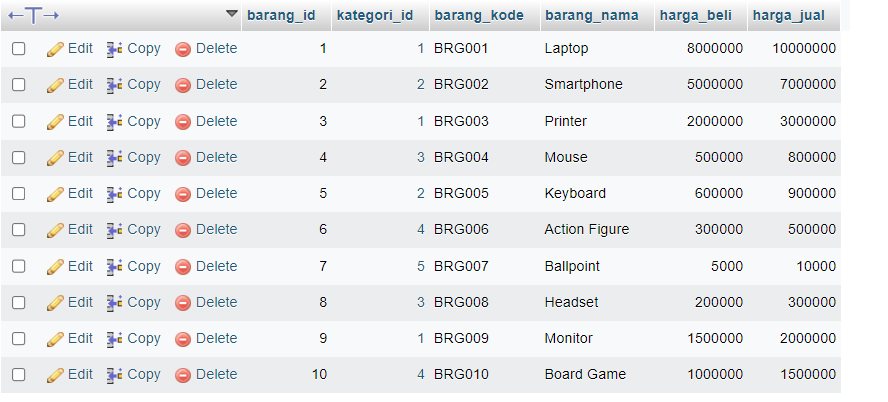 barang_id kategori_id barang_kode barang_nama harga_beli harga_jual
Edit Copy Delete 1 1 BRG001 Laptop 8000000 10000000
Edit Copy Delete 2 2 BRG002 Smartphone 5000000 7000000
Edit Copy Delete 3 1 BRG003 Printer 2000000 3000000
Edit Copy Delete 4 3 BRG004 Mouse 500000 800000
Edit Copy Delete 5 2 BRG005 Keyboard 600000 900000
Edit Copy Delete 6 4 BRG006 Action Figure 300000 500000
Edit Copy Delete 7 5 BRG007 Ballpoint 5000 10000
Edit Copy Delete 8 3 BRG008 Headset 200000 300000
Edit Copy Delete 9 1 BRG009 Monitor 1500000 2000000
Edit Copy Delete 10 4 BRG010 Board Game 1000000 1500000